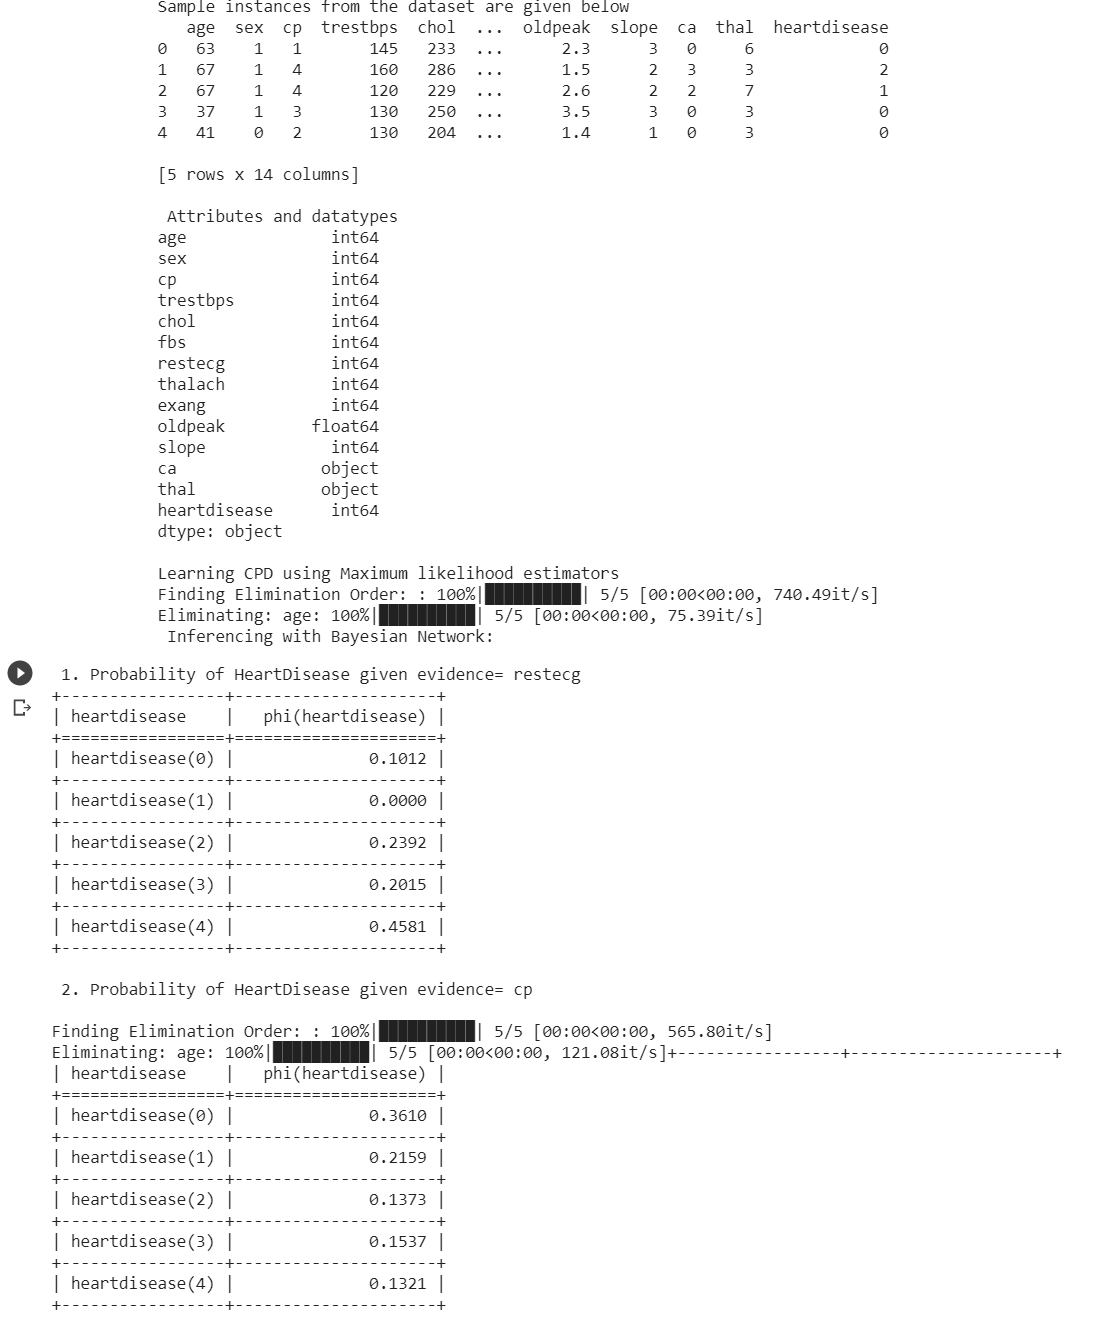 Sample instances from the dataset are given below
   age  sex  cp  trestbps  chol  ...  oldpeak  slope  ca  thal  heartdisease
0   63    1   1       145   233  ...      2.3      3   0     6             0
1   67    1   4       160   286  ...      1.5      2   3     3             2
2   67    1   4       120   229  ...      2.6      2   2     7             1
3   37    1   3       130   250  ...      3.5      3   0     3             0
4   41    0   2       130   204  ...      1.4      1   0     3             0
[5 rows x 14 columns]
 Attributes and datatypes
age               int64
sex               int64
cp                int64
trestbps          int64
chol              int64
fbs               int64
restecg           int64
thalach           int64
exang             int64
oldpeak         float64
slope             int64
ca               object
thal             object
heartdisease      int64
dtype: object
Learning CPD using Maximum likelihood estimators
Finding Elimination Order: : 100%|██████████| 5/5 [00:00<00:00, 740.49it/s]
Eliminating: age: 100%|██████████| 5/5 [00:00<00:00, 75.39it/s]
 Inferencing with Bayesian Network:
 1. Probability of HeartDisease given evidence= restecg
+-----------------+---------------------+
| heartdisease    |   phi(heartdisease) |
+=================+=====================+
| heartdisease(0) |              0.1012 |
+-----------------+---------------------+
| heartdisease(1) |              0.0000 |
+-----------------+---------------------+
| heartdisease(2) |              0.2392 |
+-----------------+---------------------+
| heartdisease(3) |              0.2015 |
+-----------------+---------------------+
| heartdisease(4) |              0.4581 |
+-----------------+---------------------+
 2. Probability of HeartDisease given evidence= cp
Finding Elimination Order: : 100%|██████████| 5/5 [00:00<00:00, 565.80it/s]
Eliminating: age: 100%|██████████| 5/5 [00:00<00:00, 121.08it/s]+-----------------+---------------------+
| heartdisease    |   phi(heartdisease) |
+=================+=====================+
| heartdisease(0) |              0.3610 |
+-----------------+---------------------+
| heartdisease(1) |              0.2159 |
+-----------------+---------------------+
| heartdisease(2) |              0.1373 |
+-----------------+---------------------+
| heartdisease(3) |              0.1537 |
+-----------------+---------------------+
| heartdisease(4) |              0.1321 |
+-----------------+---------------------+